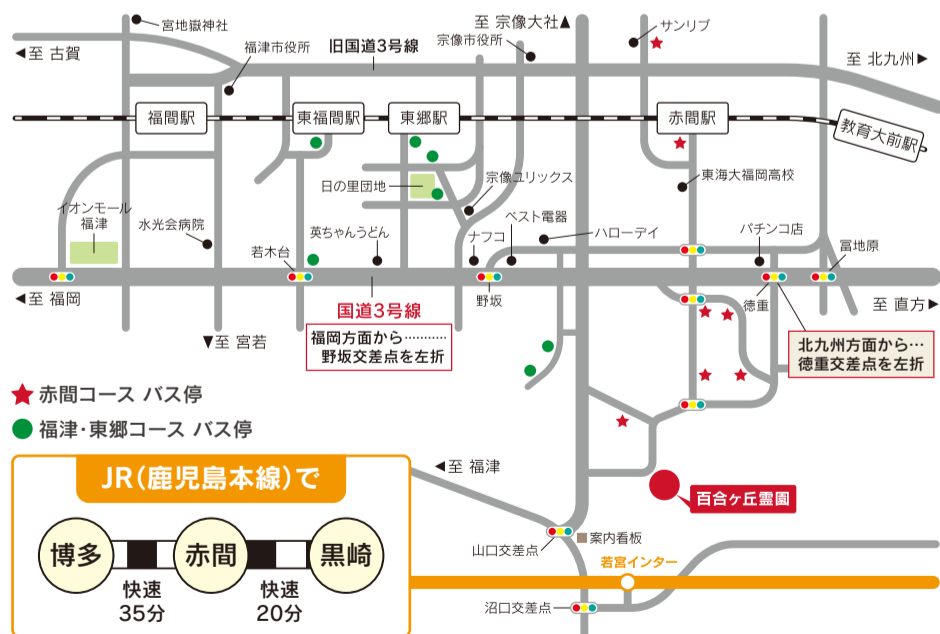 宮地嶽神社
至 宗像大社▲
サンリブ
◀至 古賀
福津市役所
旧国道3号線
宗像市役所
至 北九州▶
福間駅
東福間駅
東郷駅
赤間駅
教育大前駅
日の里団地
宗像ユリックス
東海大福岡高校
イオンモール
福津
水光会病院
英ちゃんうどん
ベスト電器
ナフコ
ハローデイ
パチンコ店
冨地原
若木台
◀至 福岡
国道3号線
野坂
徳重
至 直方▶
▼至 宮若
福岡方面から…………
野坂交差点を左折
北九州方面から…
徳重交差点を左折
★ 赤間コース バス停
● 福津・東郷コース バス停
JR(鹿児島本線)で
博多
赤間
黒崎
快速
35分
快速
20分
◀至 福津
百合ヶ丘霊園
山口交差点
案内看板
若宮インター
沼口交差点